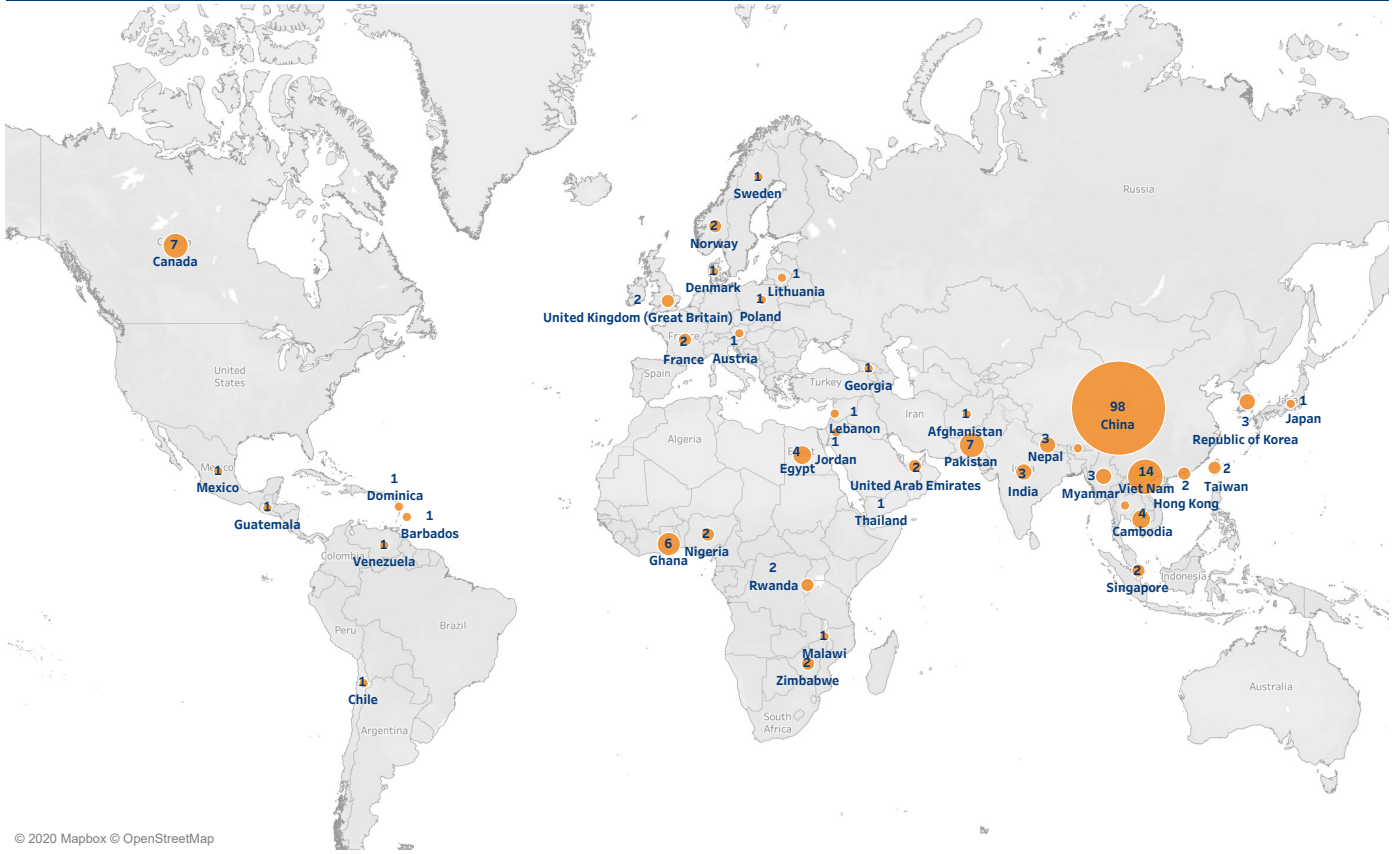 Russia
1
Sweden
2
Norway
7
Canada
1
Denmark
1
Lithuania
2
United Kingdom (Great Britain)
1
Poland
France
2
France
1
Austria
United
States
Spain
Turkey
1
Georgia
98
China
Iran
1
Afghanistan
1
Lebanon
1
Jordan
Algeria
4
Egypt
7
Pakistan
3
Nepal
3
Republic of Korea
1
Japan
2
United Arab Emirates
3
India
3
Myanmar
14
Viet Nam
2
Hong Kong
2
Taiwan
Mexico
1
Mexico
1
Guatemala
1
Dominica
1
Barbados
Colombia
1
Venezuela
1
Thailand
6
Ghana
2
Nigeria
4
Cambodia
2
Rwanda
2
Singapore
Indonesia
Peru
Brazil
1
Malawi
2
Zimbabwe
1
Chile
Argentina
South
Africa
Australia
© 2020 Mapbox © OpenStreetMap